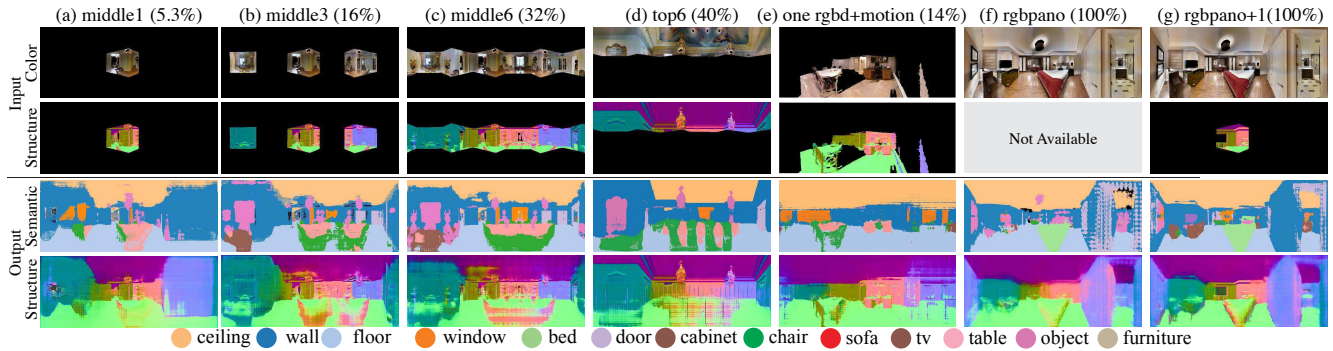 (a) middle1 (5.3%) (b) middle3 (16%) (c) middle6 (32%) (d) top6 (40%) (e) one rgbd+motion (14%) (f) rgbpano (100%) (g) rgbpano+1(100%)
Input
Color
Structure
Not Available
Output
Semantic
Structure
ceiling wall floor window bed door cabinet chair sofa tv table object furniture